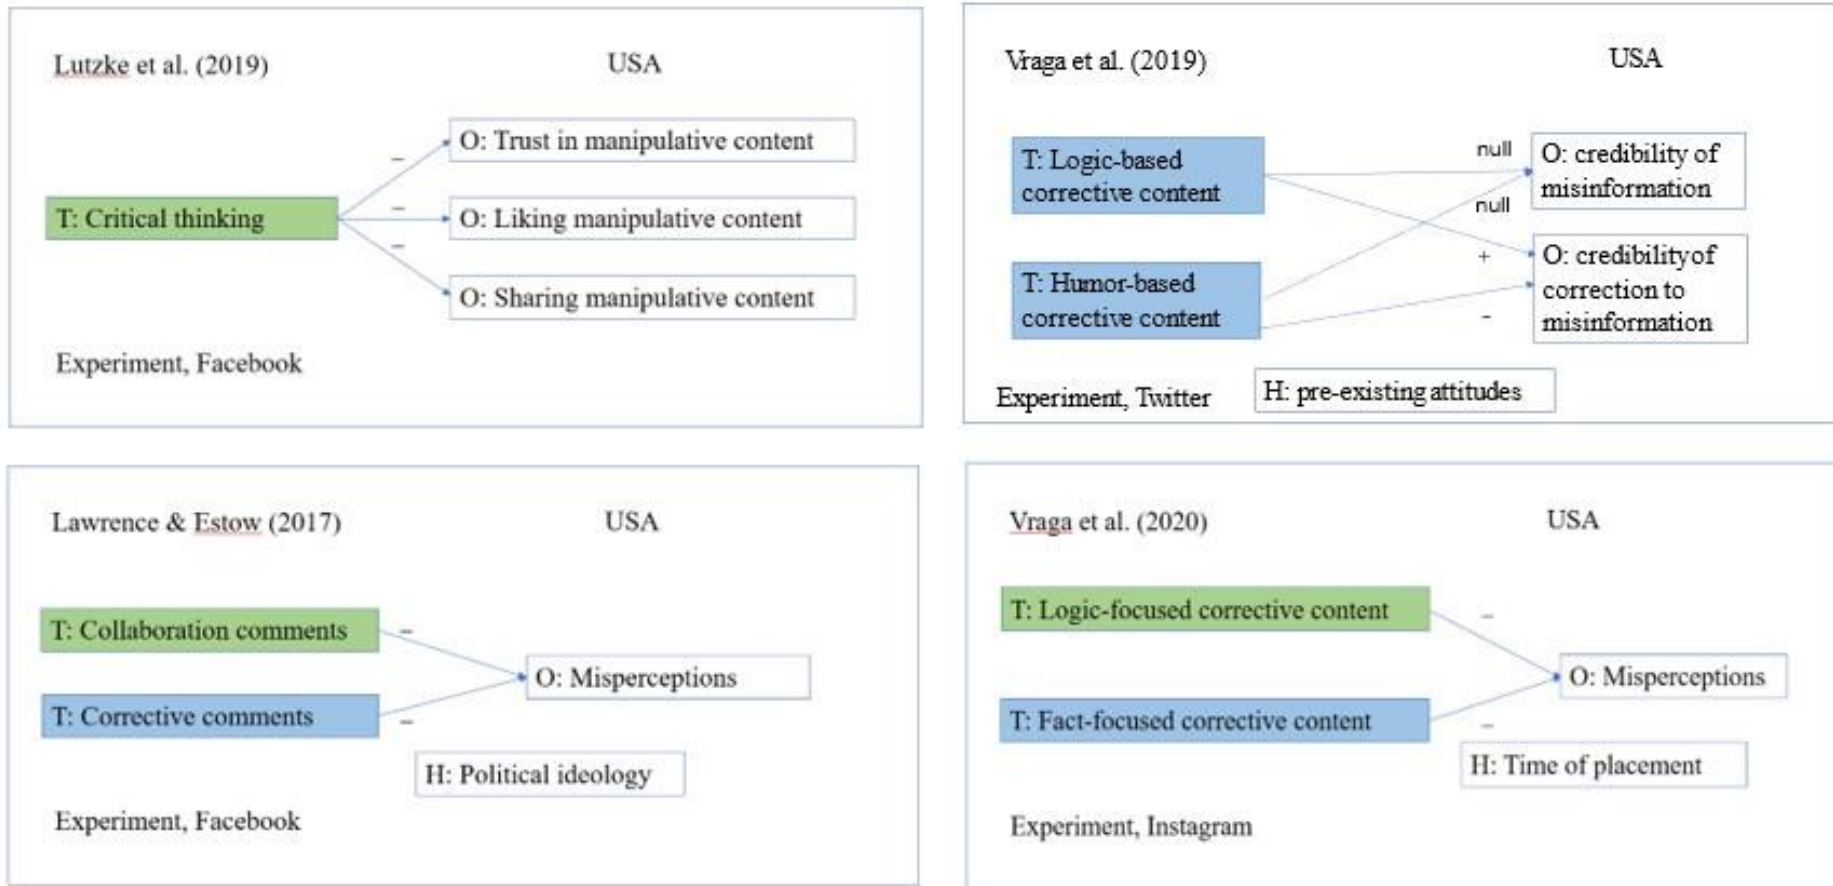 Lutzke et al. (2019)
USA
O: Trust in manipulative content
–
T: Critical thinking
–
O: Liking manipulative content
–
O: Sharing manipulative content
Experiment, Facebook
Vraga et al. (2019)
USA
T: Logic-based
corrective content
null
O: credibility of
misinformation
null
T: Humor-based
corrective content
+
O: credibility of
correction to
misinformation
-
Experiment, Twitter
H: pre-existing attitudes
Lawrence & Estow (2017)
USA
T: Collaboration comments
–
O: Misperceptions
T: Corrective comments
–
H: Political ideology
Experiment, Facebook
Vraga et al. (2020)
USA
T: Logic-focused corrective content
–
O: Misperceptions
T: Fact-focused corrective content
–
H: Time of placement
Experiment, Instagram